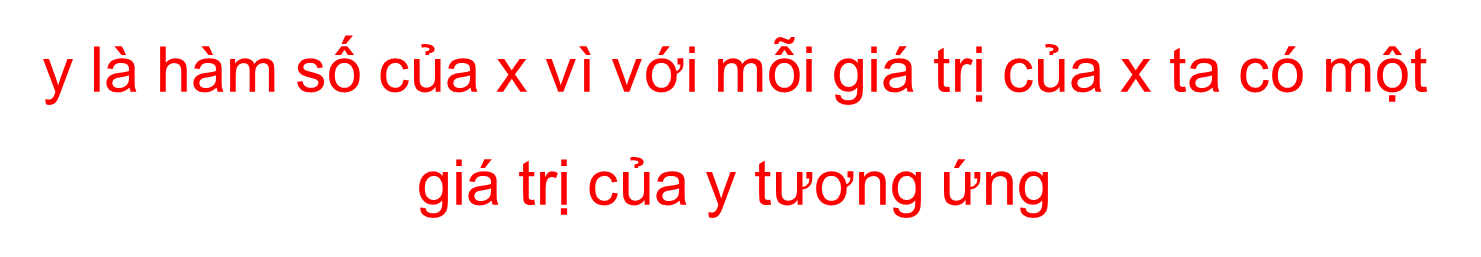 y là hàm số của x vì với mỗi giá trị của x ta có một
giá trị của y tương ứng